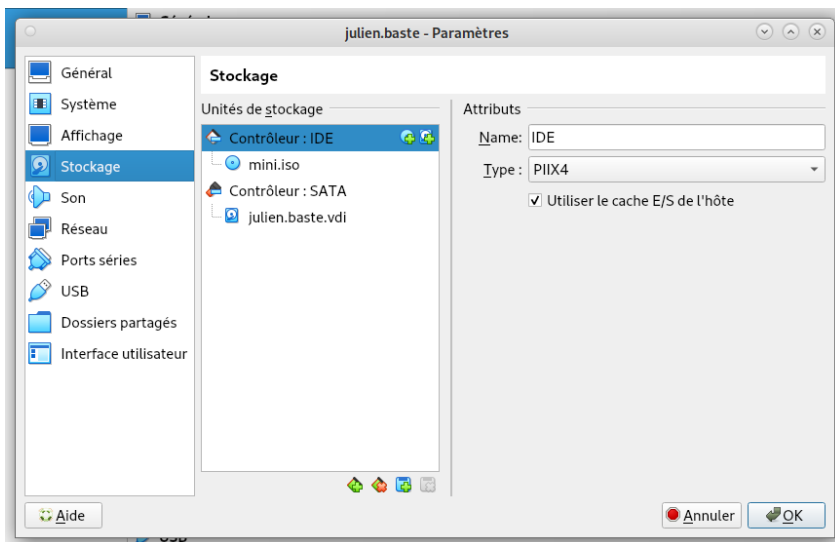 julien.baste - Paramètres
Général
Système
Affichage
Stockage
Son
Réseau
Ports séries
USB
Dossiers partagés
Interface utilisateur
Stockage
Unités de stockage
Contrôleur : IDE
mini.iso
Contrôleur : SATA
julien.baste.vdi
Attributs
Name: IDE
Type : PIIX4
Utiliser le cache E/S de l'hôte
Aide
Annuler
OK